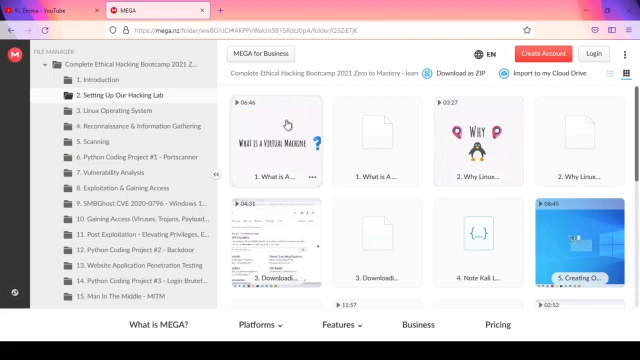 Kc Emma - YouTube
MEGA
https://mega.nz/folder/
FILE MANAGER
Complete Ethical Hacking Bootcamp 2021 Z...
1. Introduction
2. Setting Up Our Hacking Lab
3. Linux Operating System
4. Reconnaissance & Information Gathering
5. Scanning
6. Python Coding Project #1 - Portscanner
7. Vulnerability Analysis
8. Exploitation & Gaining Access
9. SMBGhost CVE 2020-0796 - Windows 1...
10. Gaining Access (Viruses, Trojans, Payload...
11. Post Exploitation - Elevating Privileges, E...
12. Python Coding Project #2 - Backdoor
13. Website Application Penetration Testing
14. Python Coding Project #3 - Login Brutef...
15. Man In The Middle - MITM
MEGA for Business
EN
Create Account
Login
Complete Ethical Hacking Bootcamp 2021 Zero to Mastery - learn
Download as ZIP
Import to my Cloud Drive
06:46
WHAT IS A VIRTUAL MACHINE ?
1. What is A ...
1. What is A ...
03:27
WHY
2. Why Linux...
2. Why Linux...
04:31
3. Downloadi...
3. Downloadi...
{...}
4. Note Kali L...
08:45
5. Creating O...
11:57
02:52
What is MEGA?
Platforms
Features
Business
Pricing